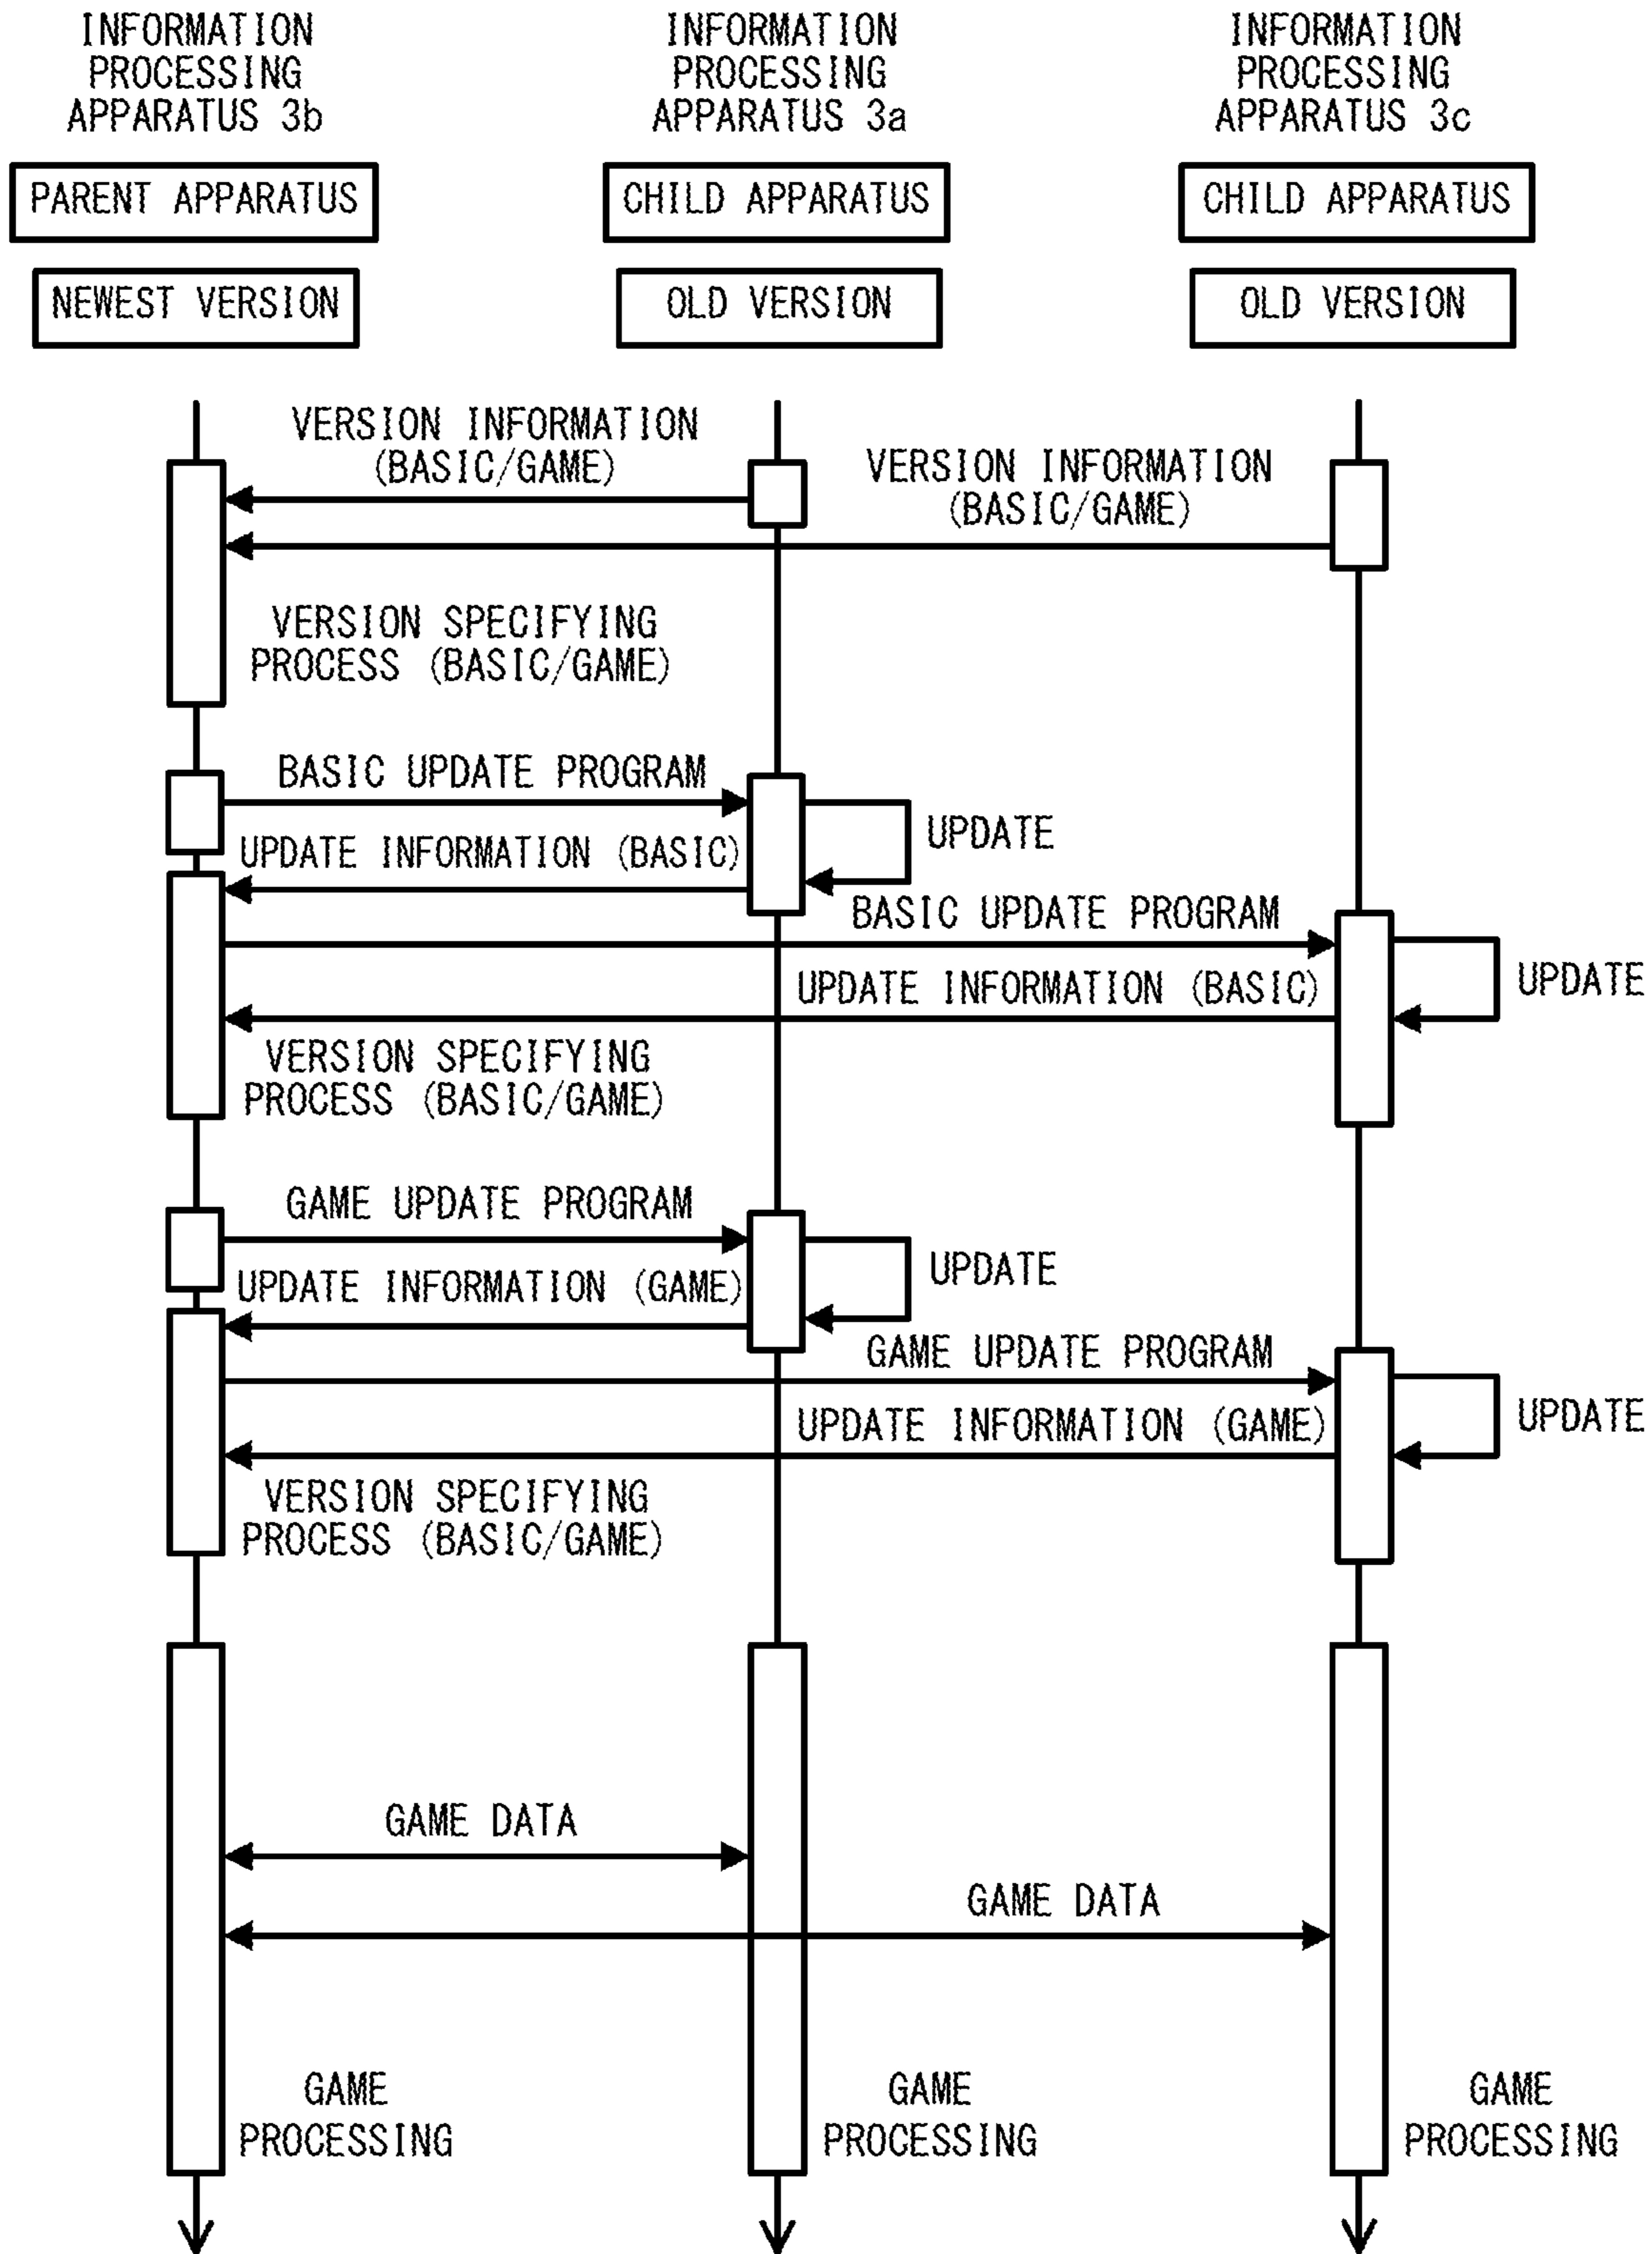 INFORMATION
PROCESSING
APPARATUS 3b
INFORMATION
PROCESSING
APPARATUS 3a
INFORMATION
PROCESSING
APPARATUS 3c
PARENT APPARATUS
CHILD APPARATUS
CHILD APPARATUS
NEWEST VERSION
OLD VERSION
OLD VERSION
VERSION INFORMATION
(BASIC/GAME)
VERSION INFORMATION
(BASIC/GAME)
VERSION SPECIFYING
PROCESS (BASIC/GAME)
BASIC UPDATE PROGRAM
UPDATE
UPDATE INFORMATION (BASIC)
BASIC UPDATE PROGRAM
UPDATE
UPDATE INFORMATION (BASIC)
VERSION SPECIFYING
PROCESS (BASIC/GAME)
GAME UPDATE PROGRAM
UPDATE
UPDATE INFORMATION (GAME)
GAME UPDATE PROGRAM
UPDATE
UPDATE INFORMATION (GAME)
VERSION SPECIFYING
PROCESS (BASIC/GAME)
GAME DATA
GAME DATA
GAME
PROCESSING
GAME
PROCESSING
GAME
PROCESSING